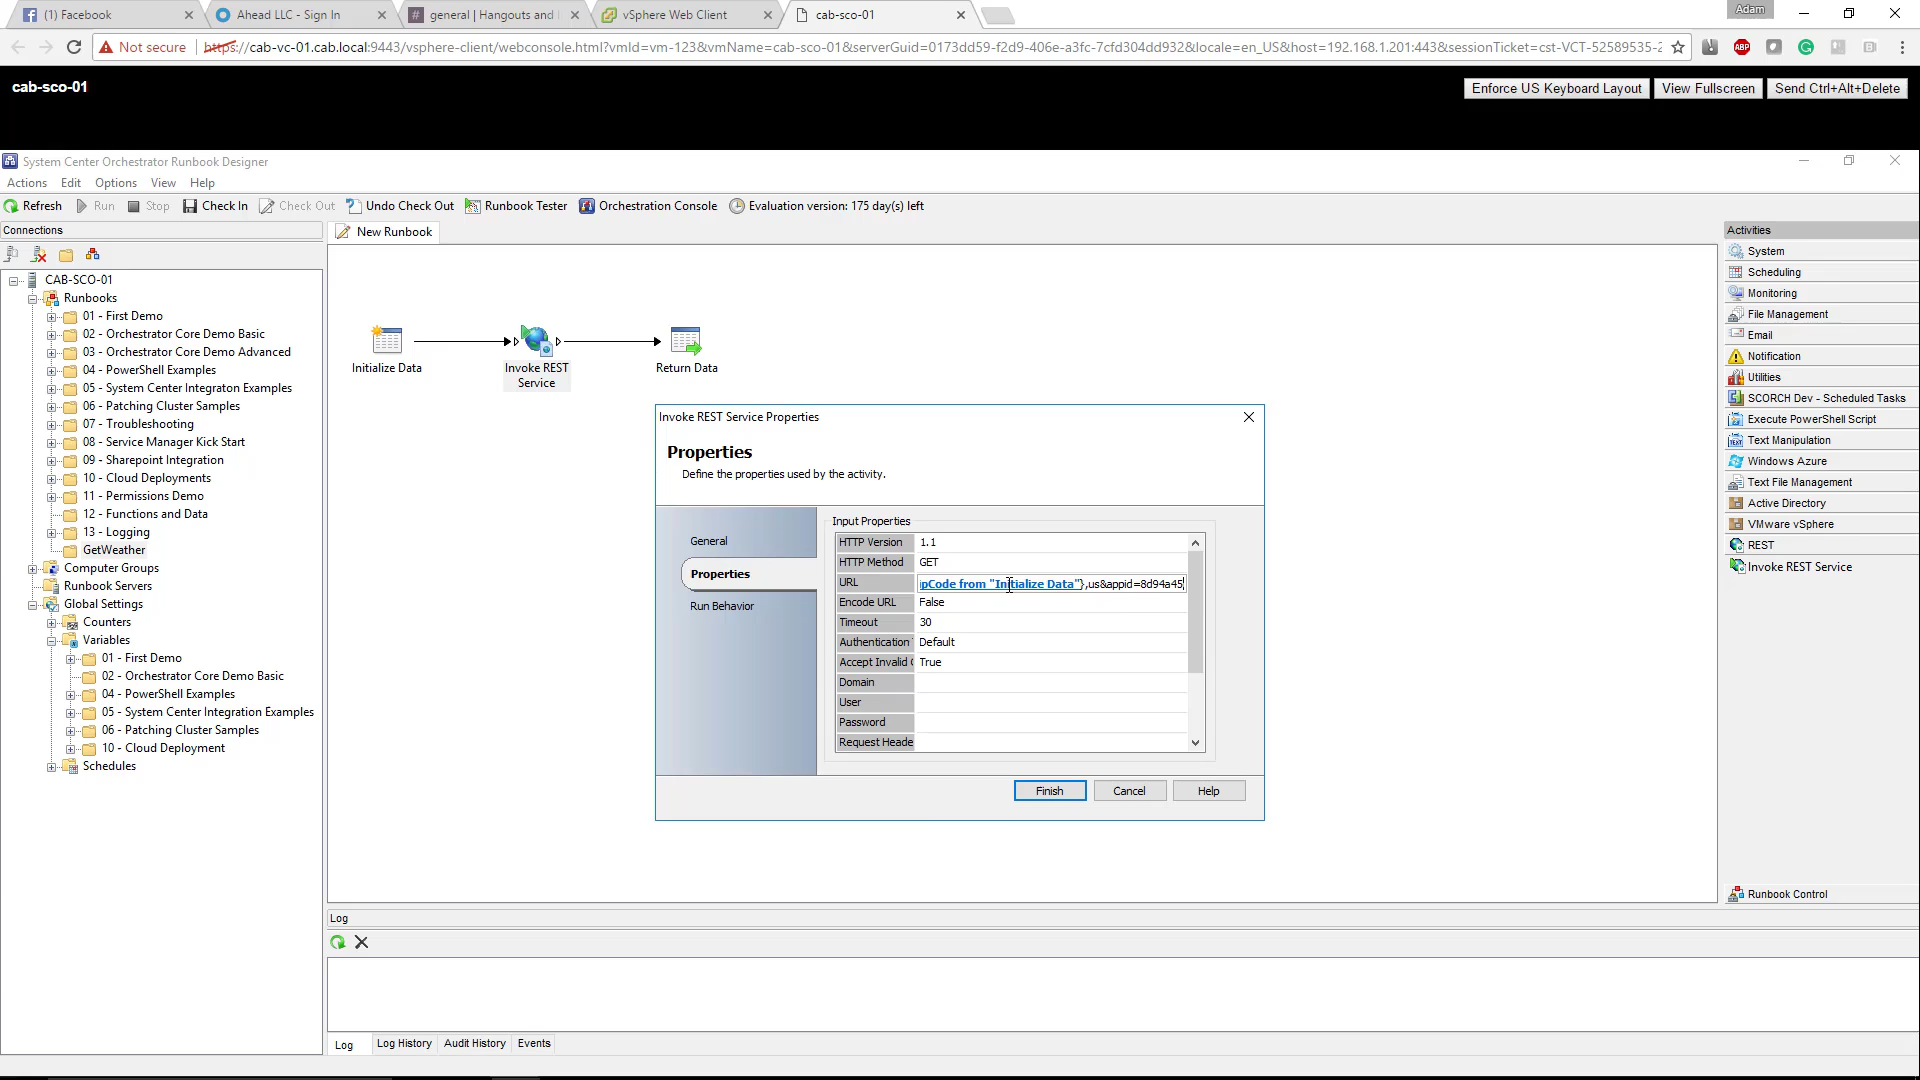 (1) Facebook
Ahead LLC - Sign In
general | Hangouts and
vSphere Web Client
cab-sco-01
Adam
Not secure
https://cab-vc-01.cab.local:9443/vsphere-client/webconsole.html?vmId=vm-123&vmName=cab-sco-01&serverGuid=0173dd59-f2d9-406e-a3fc-7cfd304dd932&locale=en_US&host=192.168.1.201:443&sessionTicket=cst-VCT-52589535-2
ABP
cab-sco-01
Enforce US Keyboard Layout
View Fullscreen
Send Ctrl+Alt+Delete
System Center Orchestrator Runbook Designer
Actions Edit Options View Help
Refresh Run Stop Check In Check Out Undo Check Out Runbook Tester Orchestration Console Evaluation version: 175 day(s) left
Connections
CAB-SCO-01
Runbooks
01 - First Demo
02 - Orchestrator Core Demo Basic
03 - Orchestrator Core Demo Advanced
04 - PowerShell Examples
05 - System Center Integraton Examples
06 - Patching Cluster Samples
07 - Troubleshooting
08 - Service Manager Kick Start
09 - Sharepoint Integration
10 - Cloud Deployments
11 - Permissions Demo
12 - Functions and Data
13 - Logging
GetWeather
Computer Groups
Runbook Servers
Global Settings
Counters
Variables
01 - First Demo
02 - Orchestrator Core Demo Basic
04 - PowerShell Examples
05 - System Center Integration Examples
06 - Patching Cluster Samples
10 - Cloud Deployment
Schedules
New Runbook
Initialize Data
Invoke REST
Service
Return Data
Invoke REST Service Properties
Properties
Define the properties used by the activity.
General
Properties
Run Behavior
Input Properties
HTTP Version 1.1
HTTP Method GET
URL pCode from "Initialize Data"},us&appid=8d94a45
Encode URL False
Timeout 30
Authentication Default
Accept Invalid C True
Domain
User
Password
Request Heade
Finish
Cancel
Help
Activities
System
Scheduling
Monitoring
File Management
Email
Notification
Utilities
SCORCH Dev - Scheduled Tasks
Execute PowerShell Script
Text Manipulation
Windows Azure
Text File Management
Active Directory
VMware vSphere
REST
Invoke REST Service
Runbook Control
Log
Log
Log History
Audit History
Events